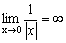 lim 1/|x| = ∞
x→0